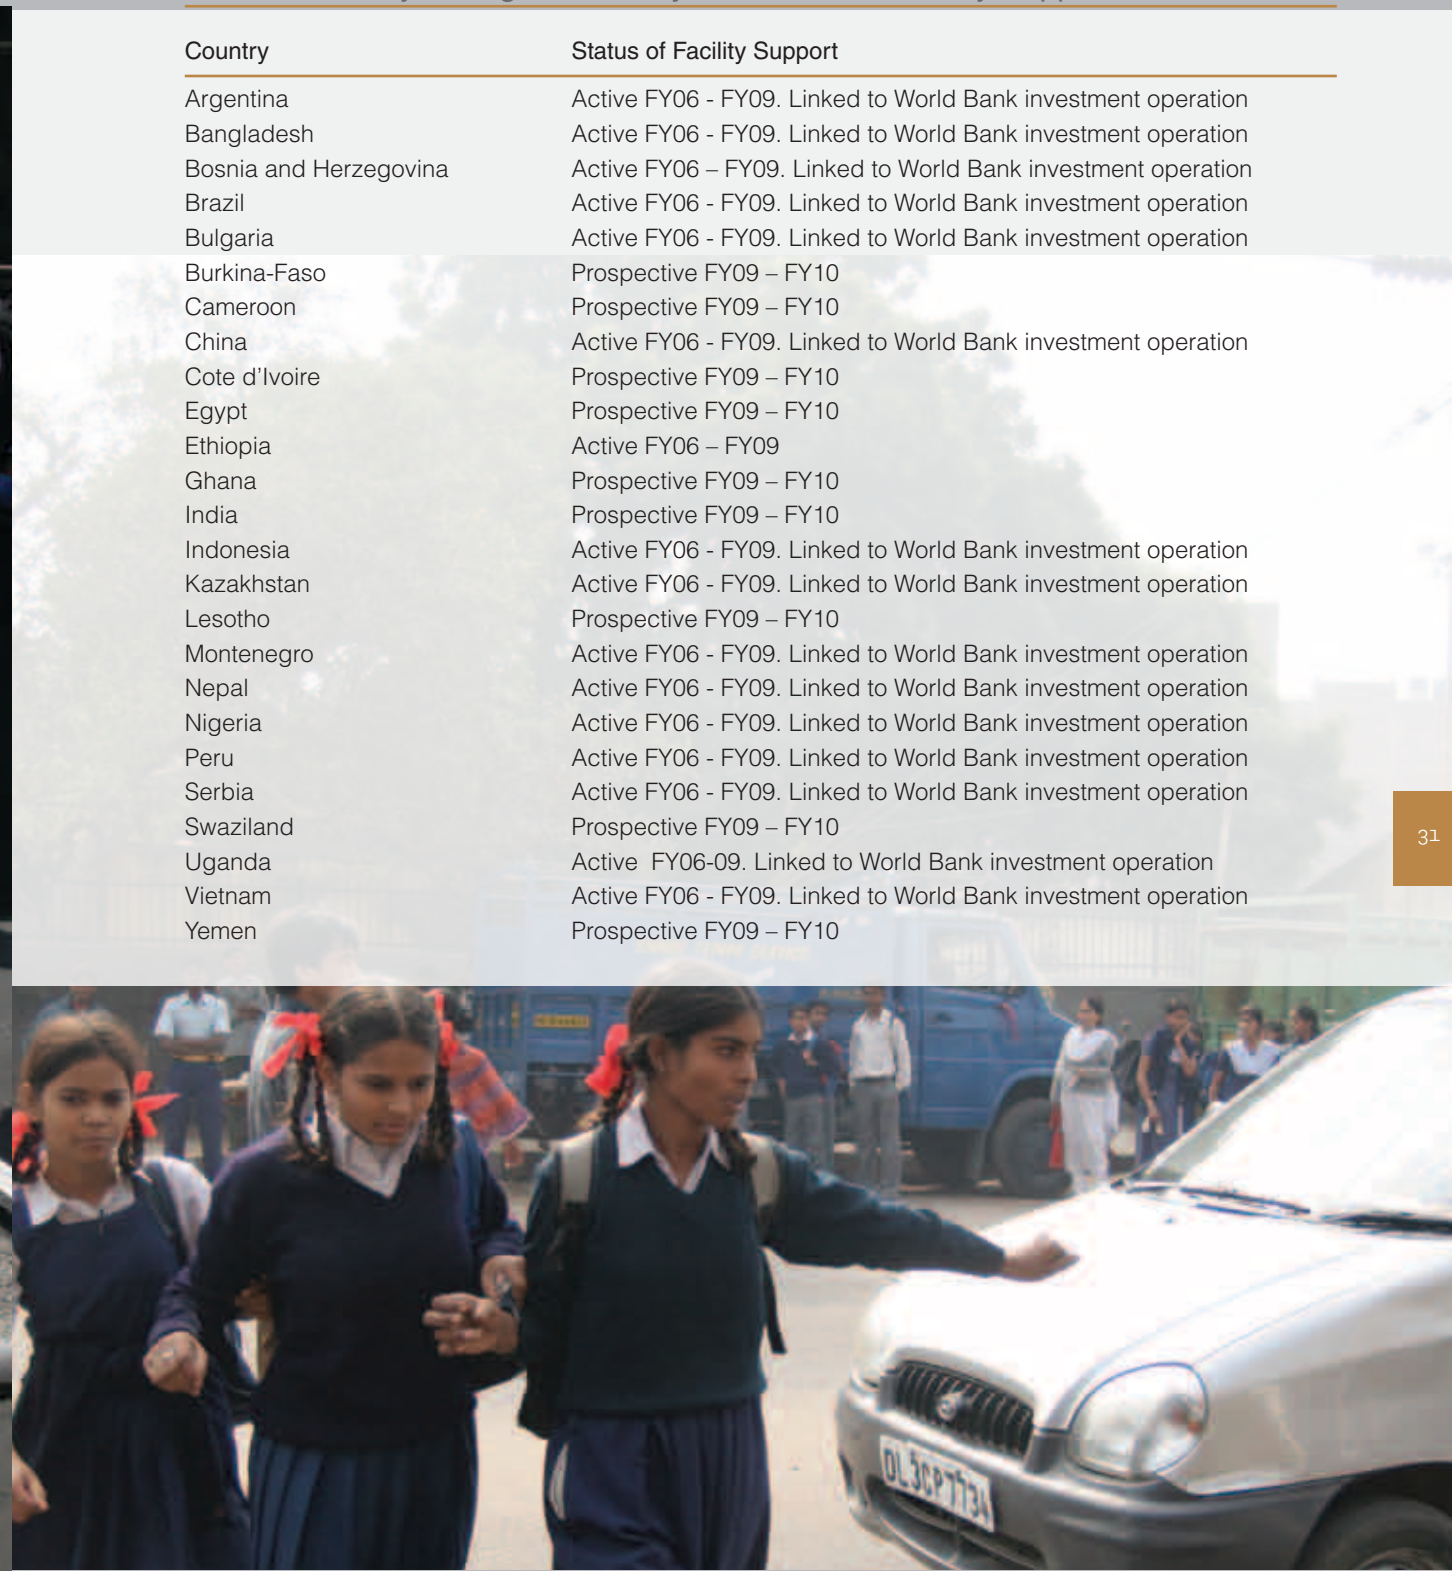 Country Status of Facility Support
Argentina Active FY06 - FY09. Linked to World Bank investment operation
Bangladesh Active FY06 - FY09. Linked to World Bank investment operation
Bosnia and Herzegovina Active FY06 – FY09. Linked to World Bank investment operation
Brazil Active FY06 - FY09. Linked to World Bank investment operation
Bulgaria Active FY06 - FY09. Linked to World Bank investment operation
Burkina-Faso Prospective FY09 – FY10
Cameroon Prospective FY09 – FY10
China Active FY06 - FY09. Linked to World Bank investment operation
Cote d’Ivoire Prospective FY09 – FY10
Egypt Prospective FY09 – FY10
Ethiopia Active FY06 – FY09
Ghana Prospective FY09 – FY10
India Prospective FY09 – FY10
Indonesia Active FY06 - FY09. Linked to World Bank investment operation
Kazakhstan Active FY06 - FY09. Linked to World Bank investment operation
Lesotho Prospective FY09 – FY10
Montenegro Active FY06 - FY09. Linked to World Bank investment operation
Nepal Active FY06 - FY09. Linked to World Bank investment operation
Nigeria Active FY06 - FY09. Linked to World Bank investment operation
Peru Active FY06 - FY09. Linked to World Bank investment operation
Serbia Active FY06 - FY09. Linked to World Bank investment operation
Swaziland Prospective FY09 – FY10
31
Uganda Active  FY06-09. Linked to World Bank investment operation
Vietnam Active FY06 - FY09. Linked to World Bank investment operation
Yemen Prospective FY09 – FY10
DL3CP7734